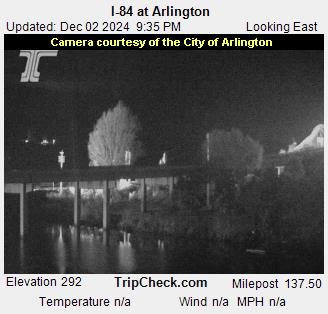 I-84 at Arlington
Updated: Dec 02 2024 9:35 PM Looking East
Camera courtesy of the City of Arlington
Elevation 292 TripCheck.com Milepost 137.50
Temperature n/a Wind n/a MPH n/a